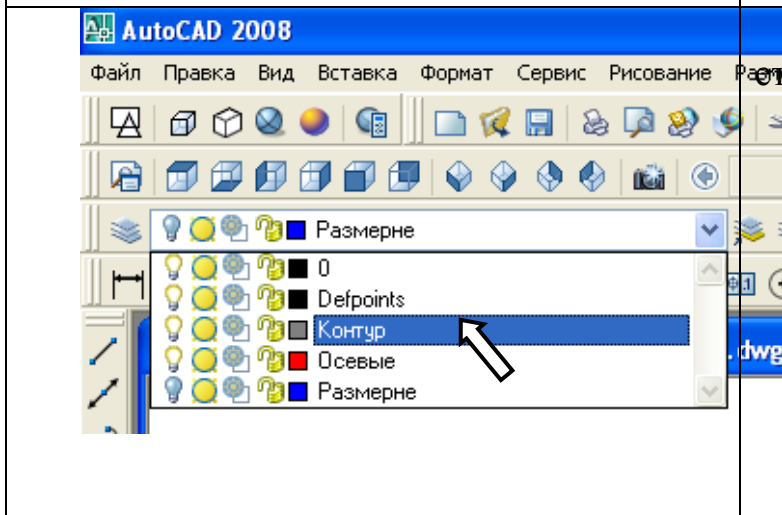 AutoCAD 2008
Файл Правка Вид Вставка Формат Сервис Рисование
Размерне
0
Defpoints
Контур
.dwg
Осевые
Размерне